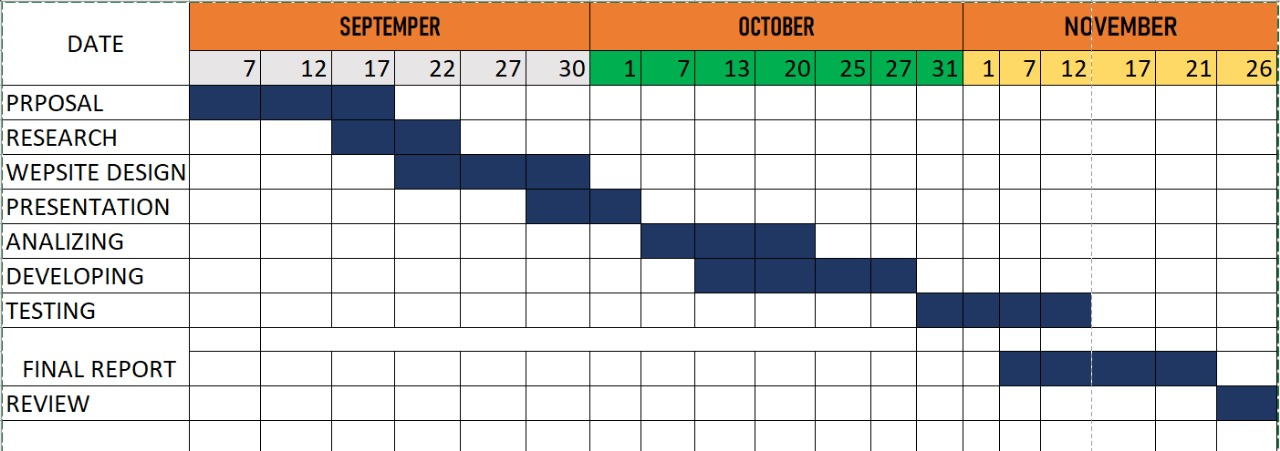 DATE SEPTEMPER OCTOBER NOVEMBER
7 12 17 22 27 30 1 7 13 20 25 27 31 1 7 12 17 21 26
PRPOSAL
RESEARCH
WEPSITE DESIGN
PRESENTATION
ANALIZING
DEVELOPING
TESTING
FINAL REPORT
REVIEW